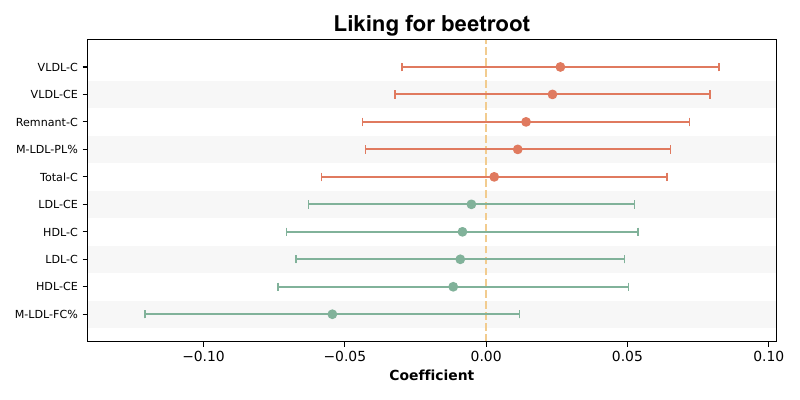 Liking for beetroot
VLDL-C
VLDL-CE
Remnant-C
M-LDL-PL%
Total-C
LDL-CE
HDL-C
LDL-C
HDL-CE
M-LDL-FC%
−0.10 −0.05 0.00 0.05 0.10
Coefficient